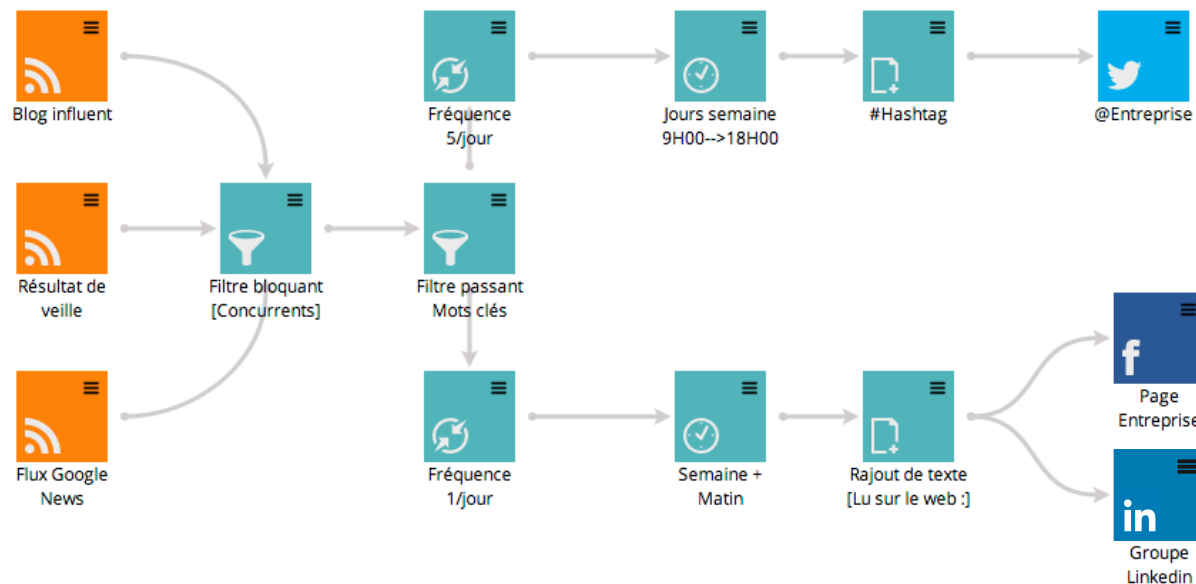 Blog influent
Fréquence
5/jour
Jours semaine
9H00-->18H00
#Hashtag
@Entreprise
Résultat de
veille
Filtre bloquant
[Concurrents]
Filtre passant
Mots clés
Page
Entreprise
Flux Google
News
Fréquence
1/jour
Semaine +
Matin
Rajout de texte
[Lu sur le web :]
f
in
Groupe
Linkedin